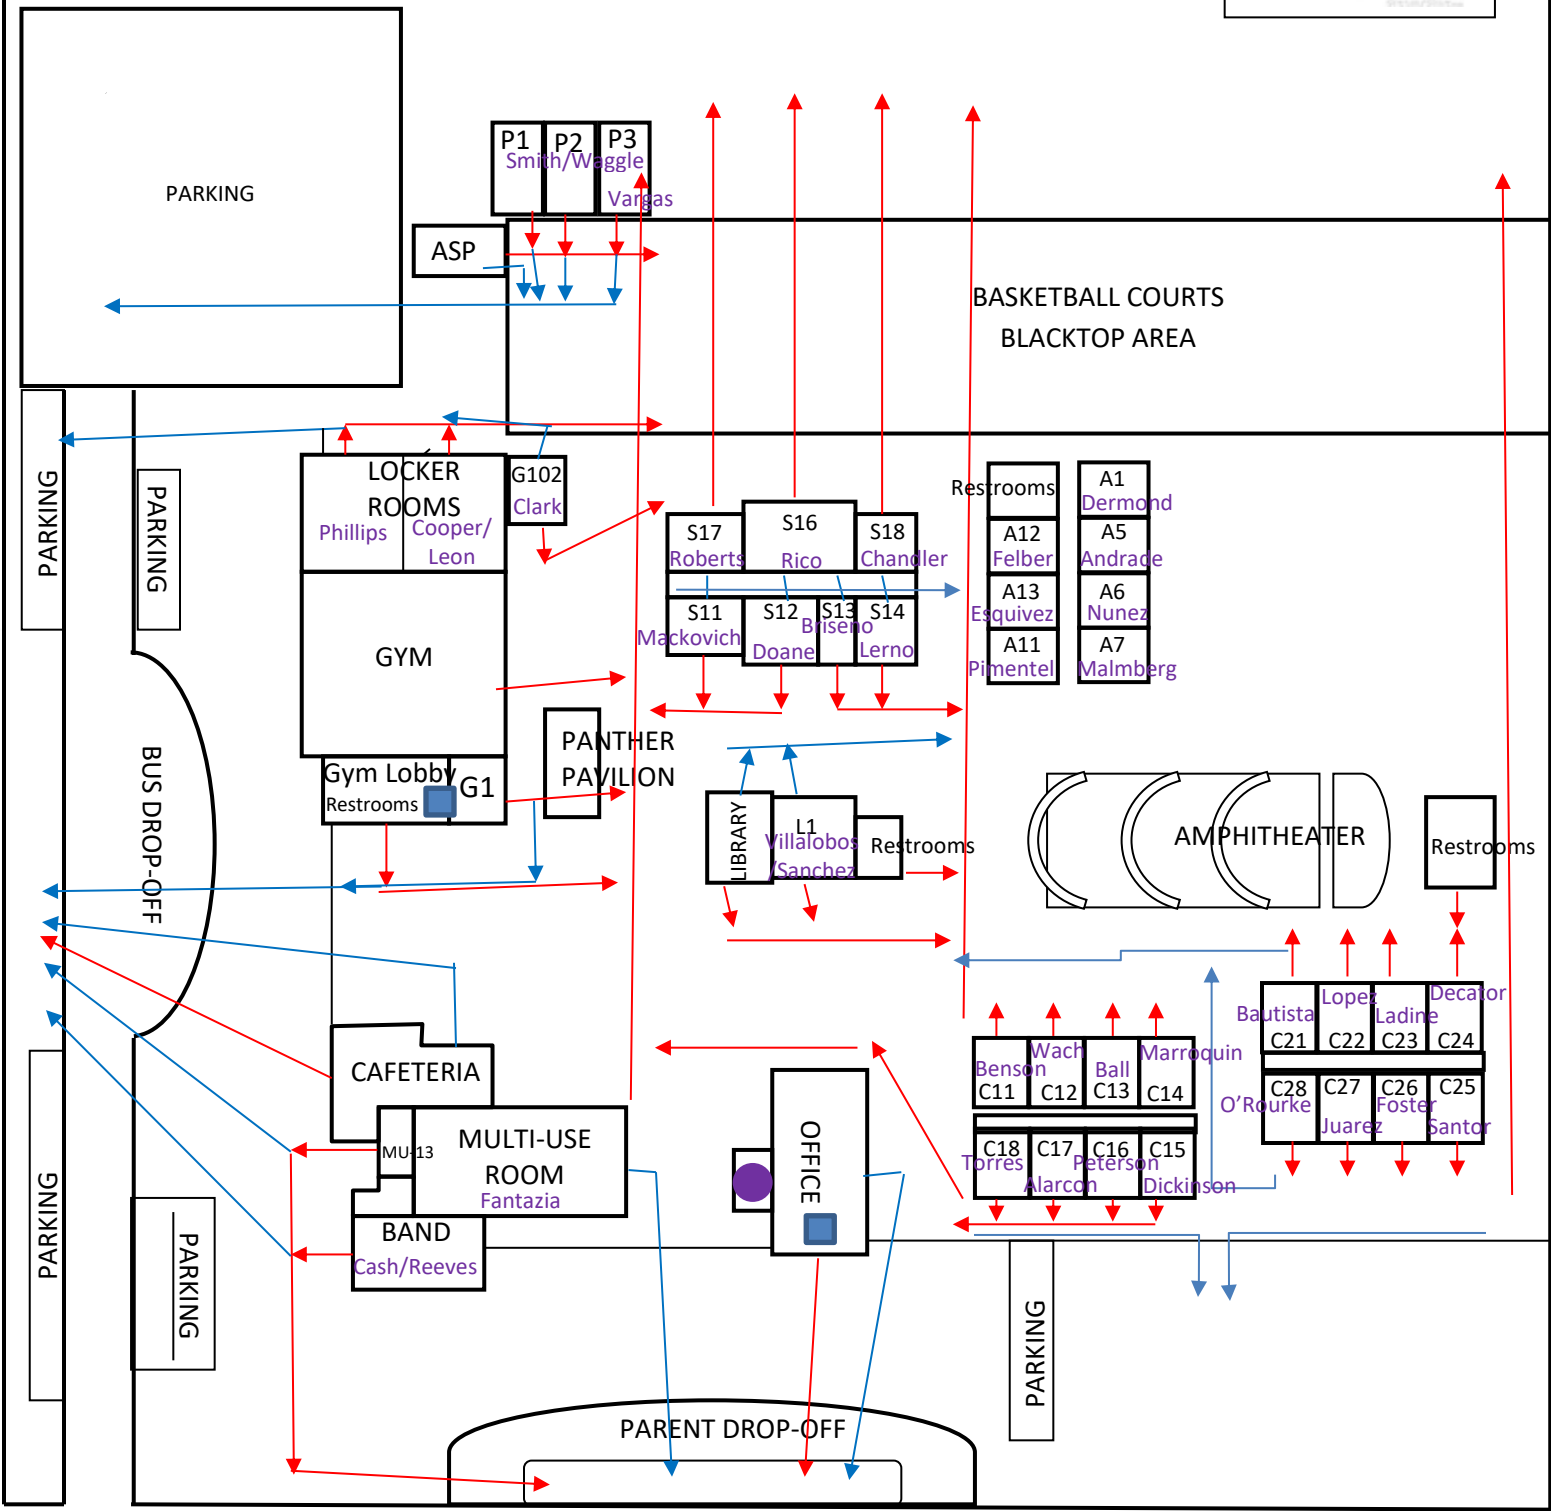 P1
P2
P3
Smith/Waggle
Vargas
PARKING
ASP
BASKETBALL COURTS
BLACKTOP AREA
LOCKER
ROOMS
Phillips
Cooper/
Leon
G102
Clark
PARKING
PARKING
S17
Roberts
S16
Rico
S18
Chandler
Restrooms
A1
Dermond
A12
Felber
A5
Andrade
A13
Esquivez
A6
Nunez
A11
Pimentel
A7
Malmberg
S11
Mackovich
S12
Doane
S13
Briseno
S14
Lerno
GYM
PANTHER
PAVILION
BUS DROP-OFF
Gym Lobby
Restrooms
G1
LIBRARY
L1
Villalobos
/Sanchez
Restrooms
AMPHITHEATER
Restrooms
Bautista
C21
Lopez
C22
Ladine
C23
Decator
C24
Benson
C11
Wach
C12
Ball
C13
Marroquin
C14
C28
O'Rourke
C27
Juarez
C26
Foster
C25
Santor
C18
Torres
C17
Alarcon
C16
Peterson
C15
Dickinson
CAFETERIA
MU-13
MULTI-USE
ROOM
Fantazia
OFFICE
BAND
Cash/Reeves
PARKING
PARKING
PARKING
PARENT DROP-OFF